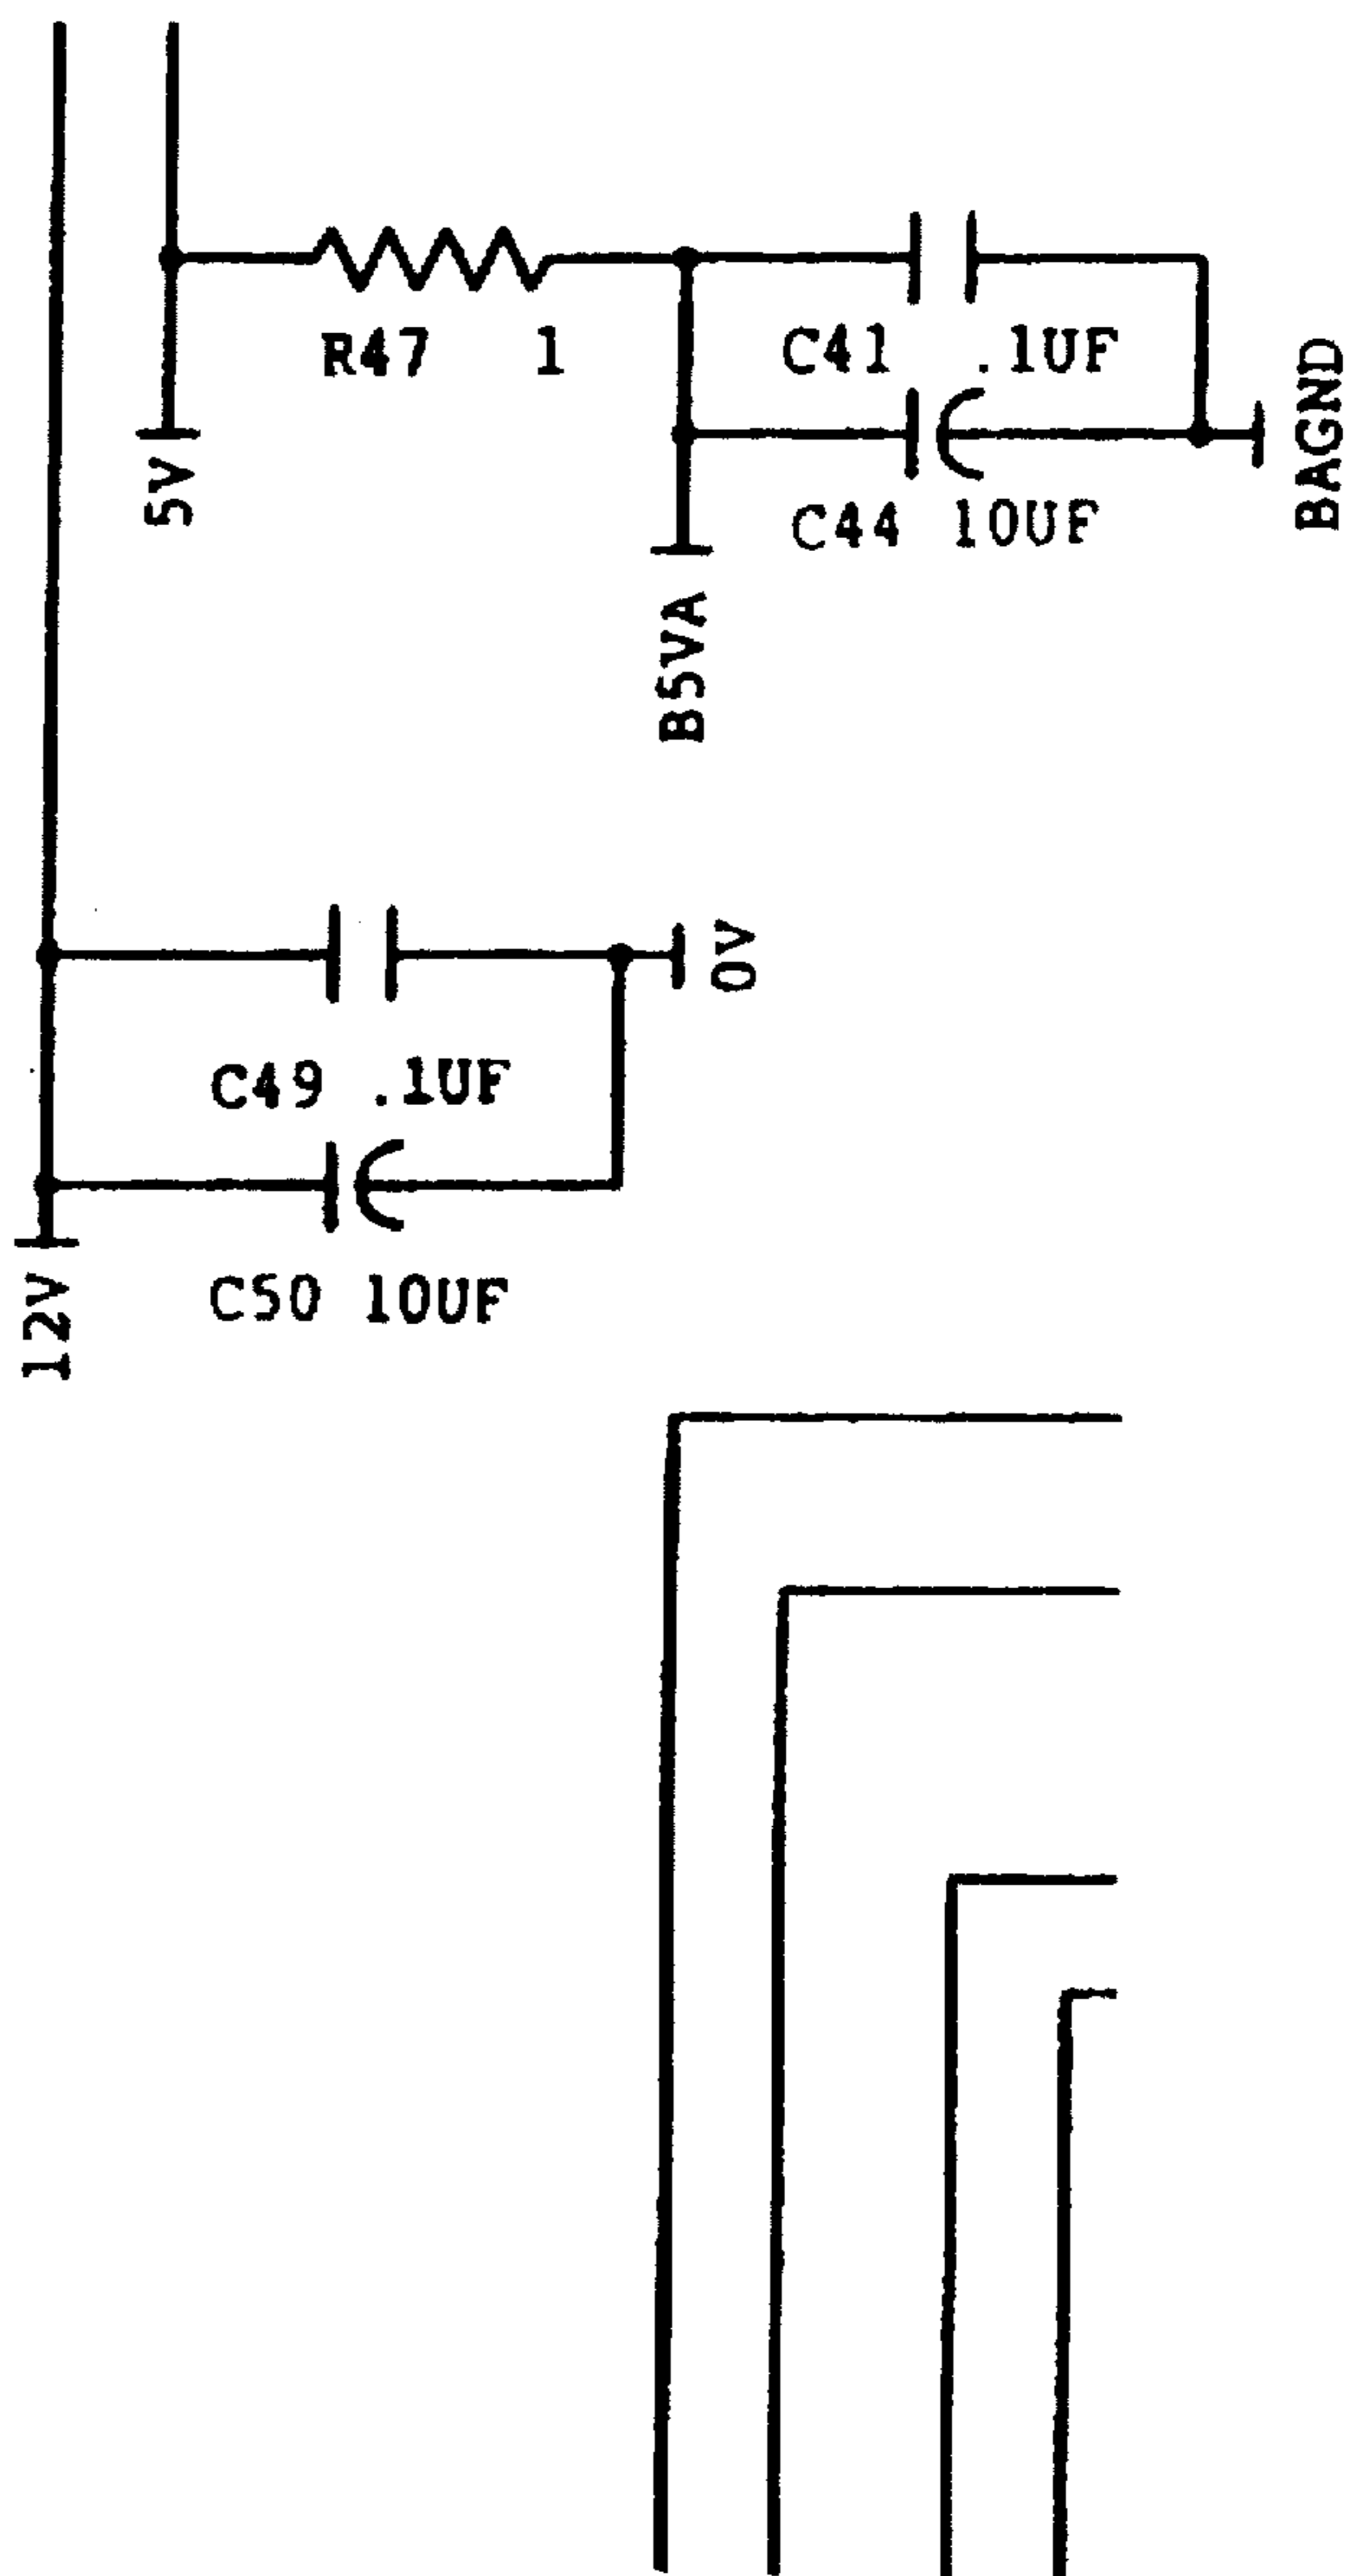 R47 1
C41 .1UF
BAGND
5V
C44 10UF
B5VA
0V
C49 .1UF
C50 10UF
12V